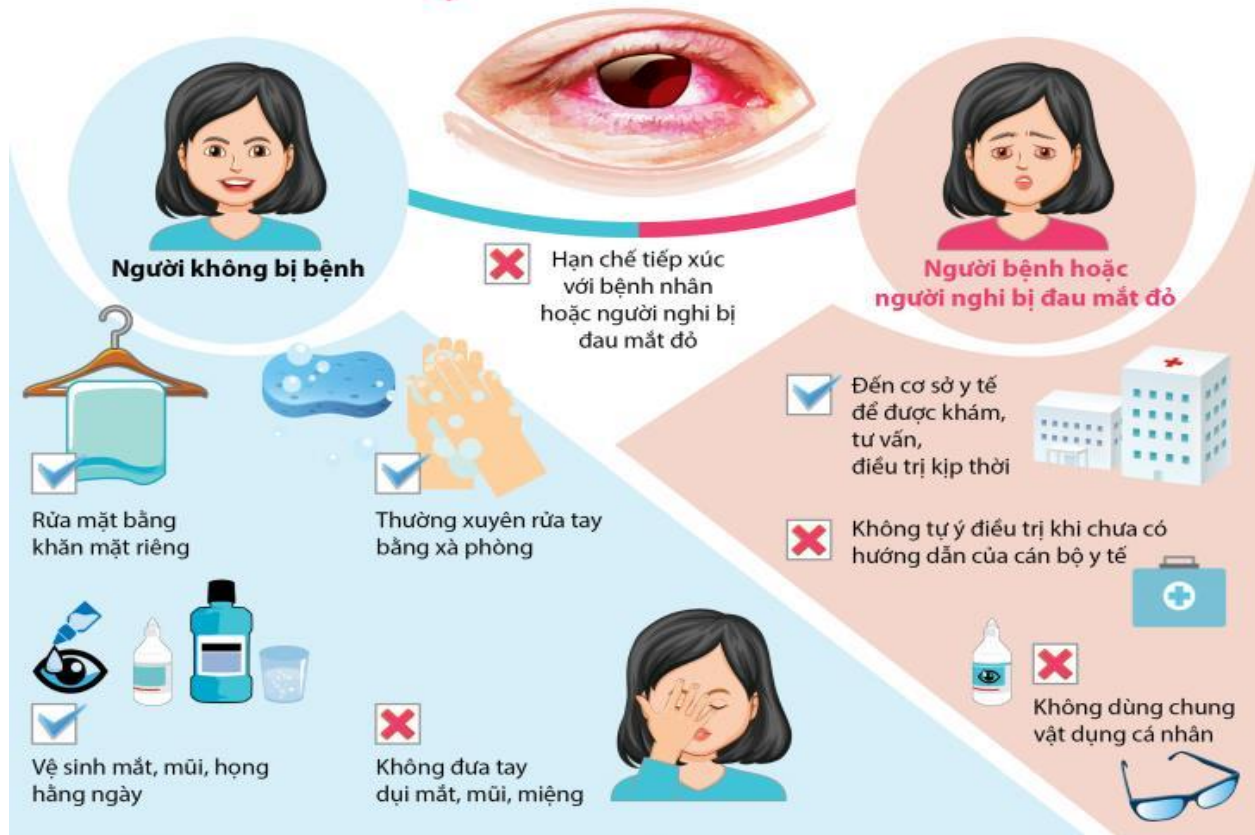 Người không bị bệnh
Hạn chế tiếp xúc
với bệnh nhân
hoặc người nghi bị
đau mắt đỏ
Người bệnh hoặc
người nghi bị đau mắt đỏ
Rửa mặt bằng
khăn mặt riêng
Thường xuyên rửa tay
bằng xà phòng
Vệ sinh mắt, mũi, họng
hằng ngày
Không đưa tay
dụi mắt, mũi, miệng
Đến cơ sở y tế
để được khám,
tư vấn,
điều trị kịp thời
Không tự ý điều trị khi chưa có
hướng dẫn của cán bộ y tế
Không dùng chung
vật dụng cá nhân